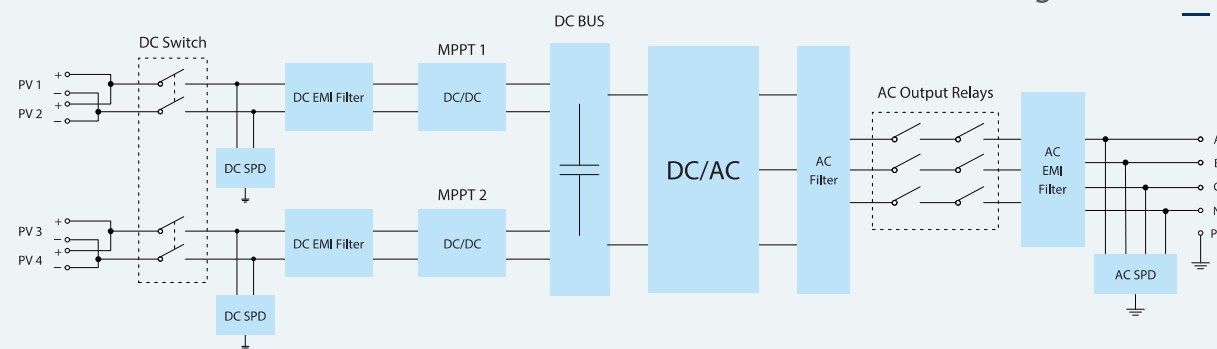 DC BUS
DC Switch
MPPT 1
PV 1
+
−
PV 2
+
−
DC EMI Filter
DC/DC
DC SPD
MPPT 2
PV 3
+
−
PV 4
+
−
DC EMI Filter
DC/DC
DC SPD
DC/AC
AC
Filter
AC Output Relays
AC
EMI
Filter
AC SPD